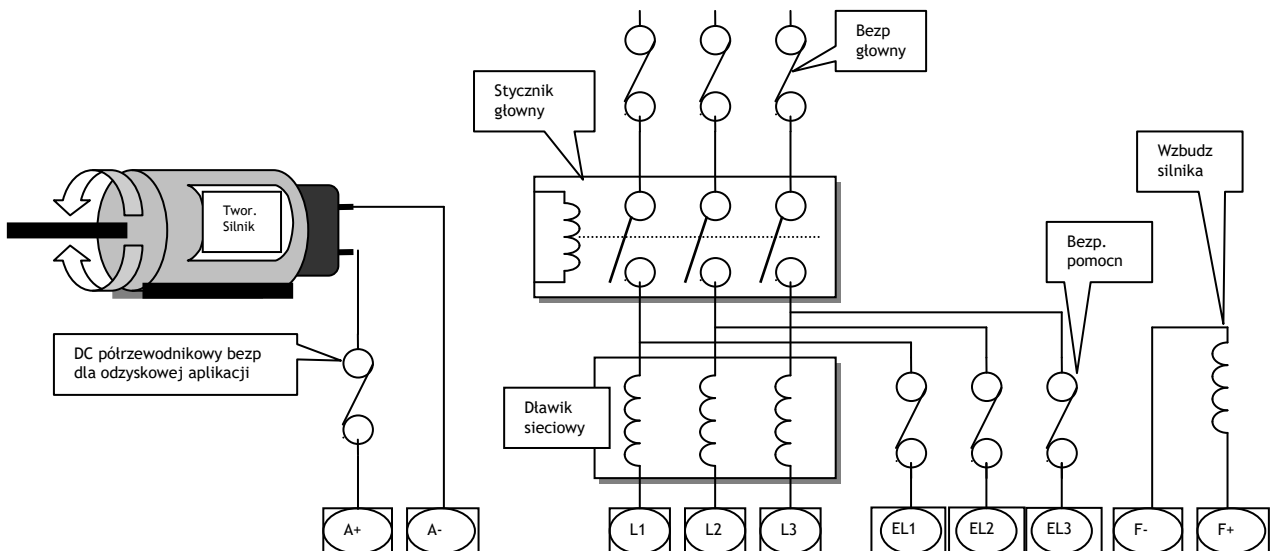 Bezp
głowny
Stycznik
głowny
Wzbudz
silnika
Twor.
Silnik
Bezp.
pomocn
DC półrzewodnikowy bezp
dla odzyskowej aplikacji
Dławik
sieciowy
A+
A-
L1
L2
L3
EL1
EL2
EL3
F-
F+